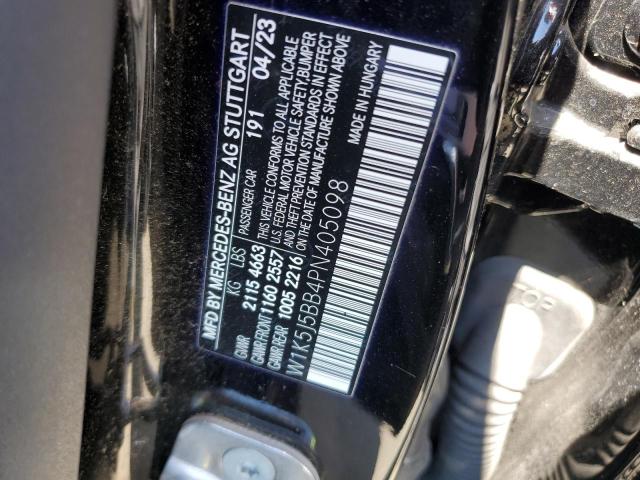 MFD BY MERCEDES-BENZ AG STUTTGART
191 04/23
PASSENGER CAR
KG LBS
GVWR 2115 4663
GAWR FRONT 1160 2557
GAWR REAR 1005 2216
THIS VEHICLE CONFORMS TO ALL APPLICABLE
U.S. FEDERAL MOTOR VEHICLE SAFETY, BUMPER
AND THEFT PREVENTION STANDARDS IN EFFECT
ON THE DATE OF MANUFACTURE SHOWN ABOVE
W1K5J5BB4PN405098
MADE IN HUNGARY
TOP